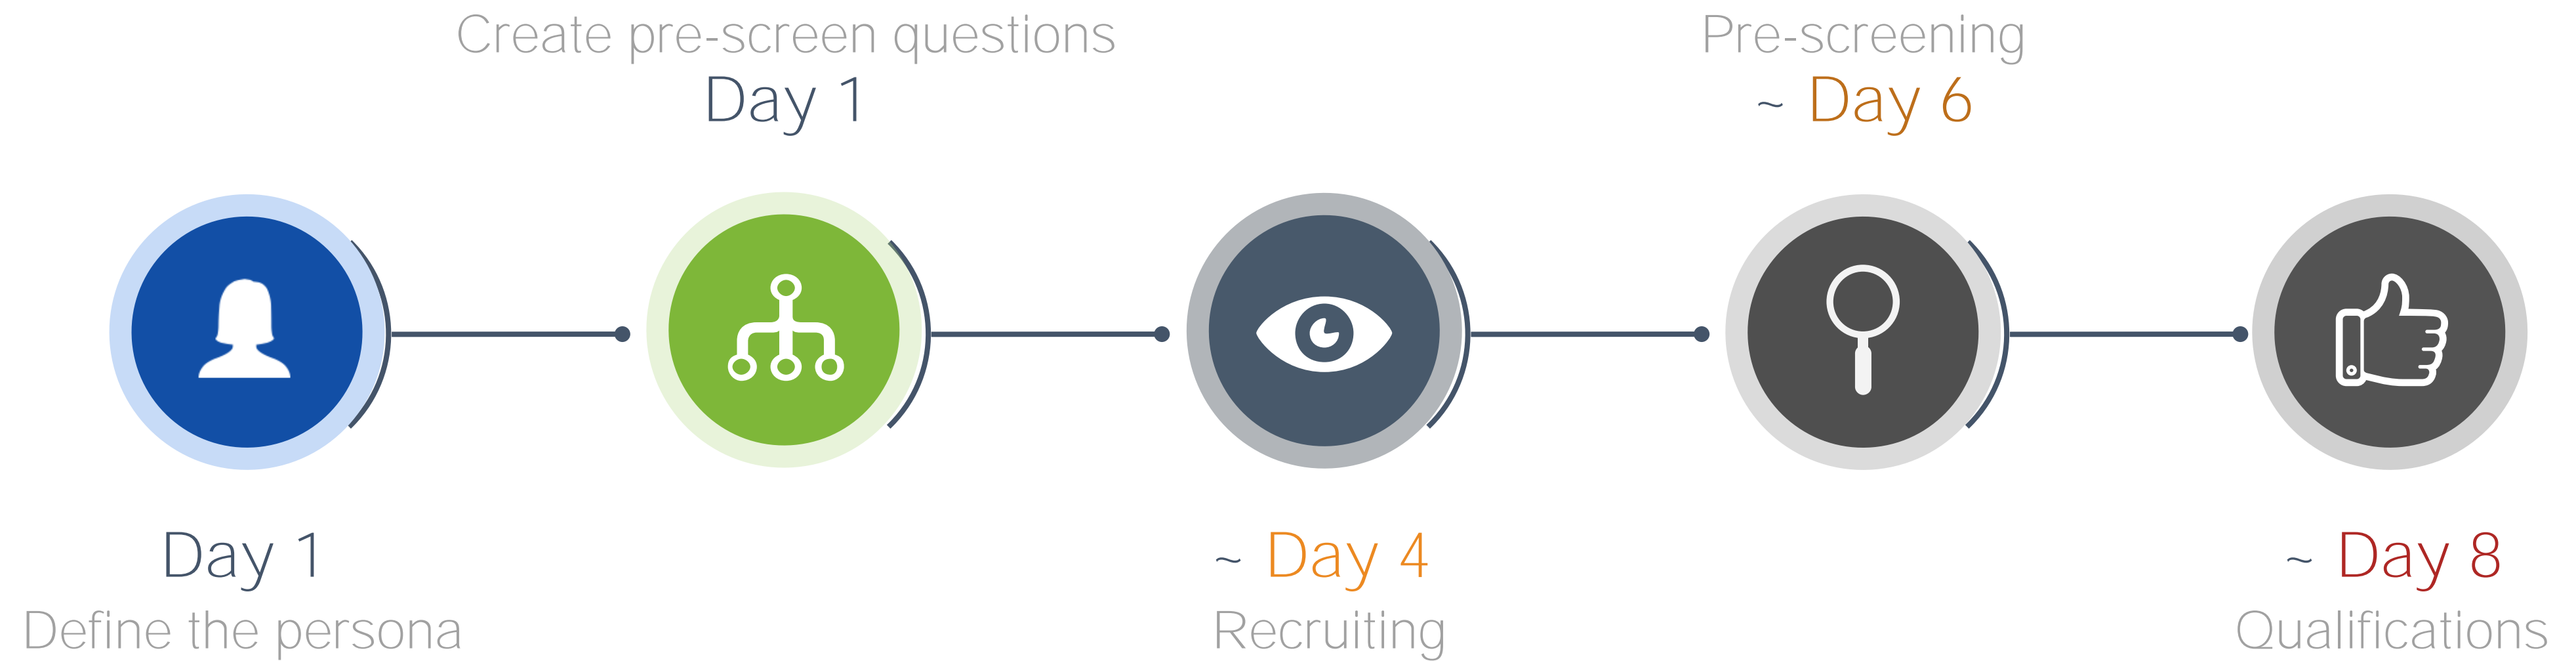 Create pre-screen questions
Day 1
Pre-screening
~ Day 6
Day 1
Define the persona
~ Day 4
Recruiting
~ Day 8
Qualifications